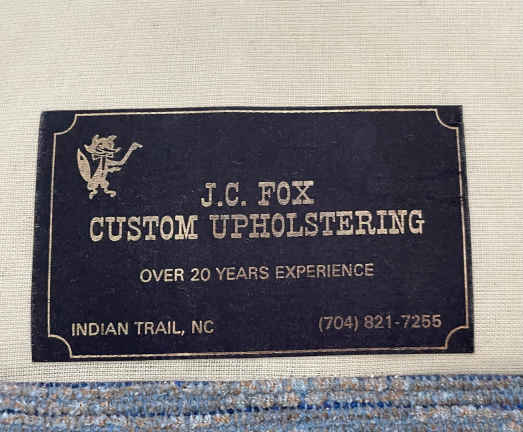 J.C. FOX
CUSTOM UPHOLSTERING
OVER 20 YEARS EXPERIENCE
INDIAN TRAIL, NC (704) 821-7255